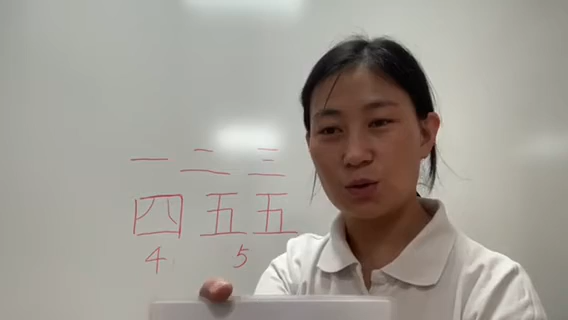 一 二 三
四 五 五
4 5